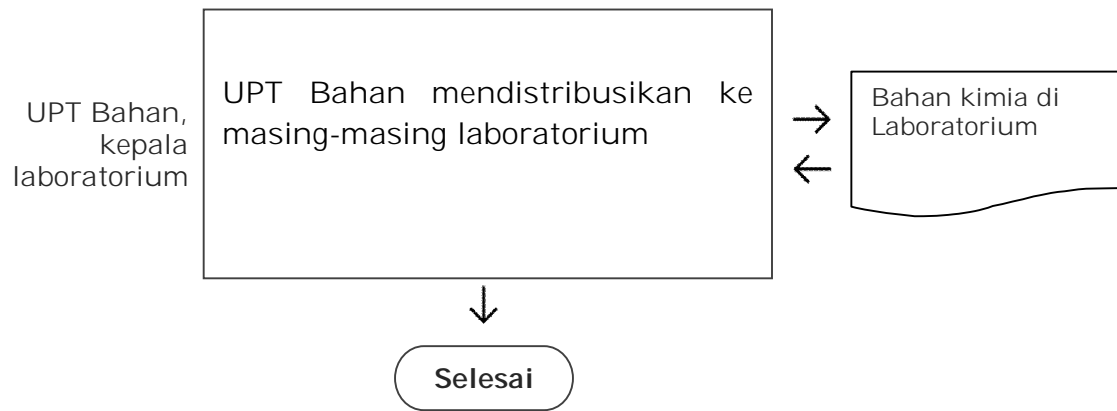 UPT Bahan,
kepala
laboratorium
UPT Bahan mendistribusikan ke
masing-masing laboratorium
Bahan kimia di
Laboratorium
Selesai